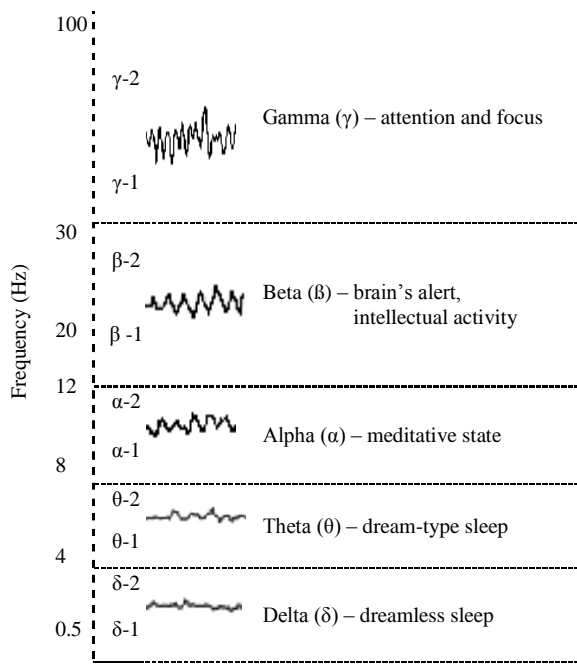 100
γ-2
Gamma (γ) – attention and focus
γ-1
30
β-2
Beta (ß) – brain's alert,
intellectual activity
20
β -1
12
α-2
Alpha (α) – meditative state
α-1
8
θ-2
Theta (θ) – dream-type sleep
θ-1
4
δ-2
Delta (δ) – dreamless sleep
0.5
δ-1
Frequency (Hz)